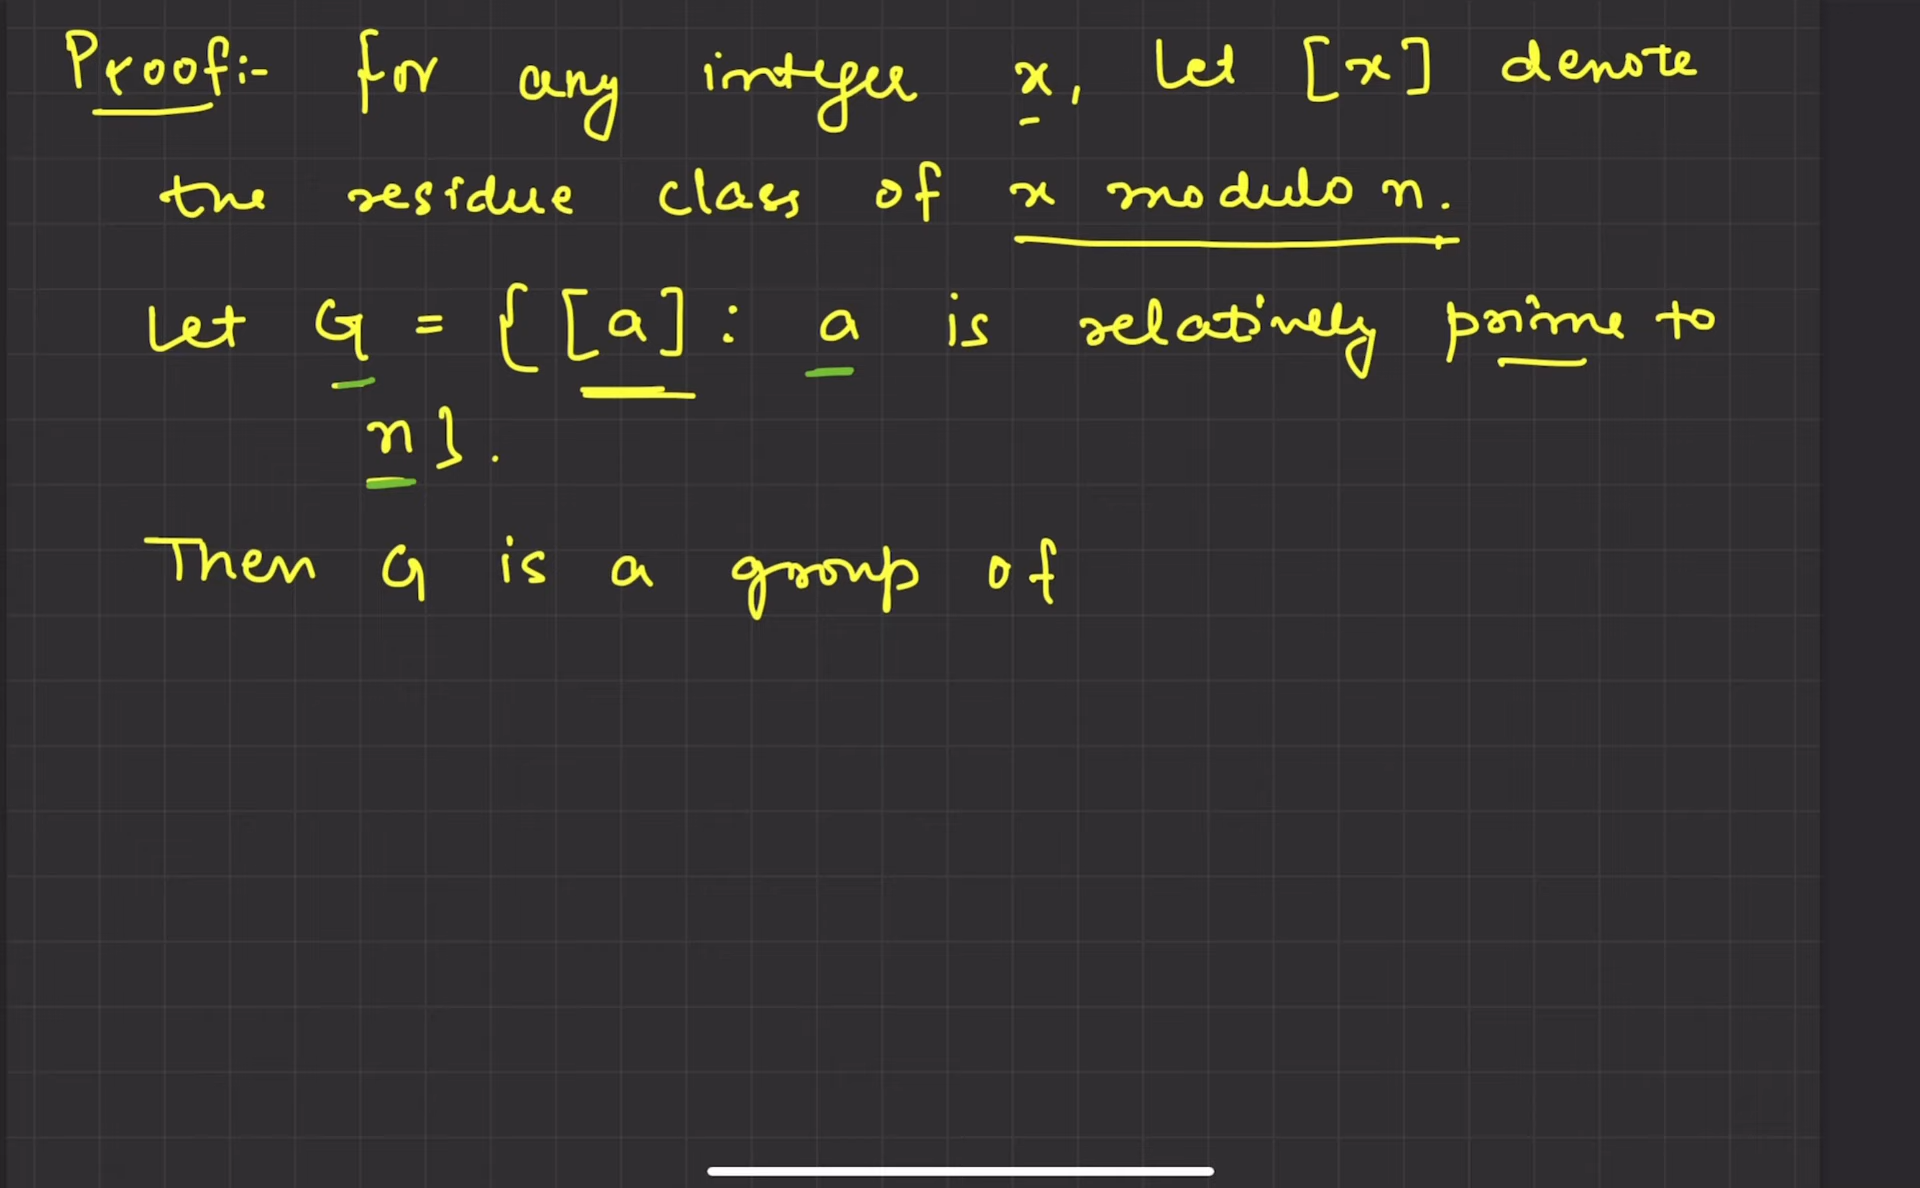 Proof:- for any integer x, let [x] denote
the residue class of x modulo n.
Let G = { [a] : a is relatively prime to
n}.
Then G is a group of